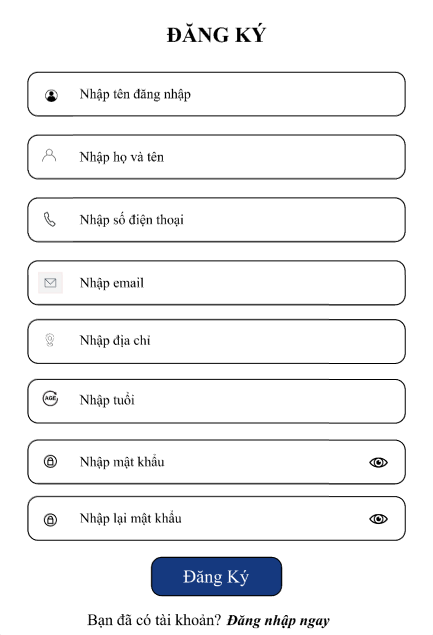 ĐĂNG KÝ
Nhập tên đăng nhập
Nhập họ và tên
Nhập số điện thoại
Nhập email
Nhập địa chỉ
AGE
Nhập tuổi
Nhập mật khẩu
Nhập lại mật khẩu
Đăng Ký
Bạn đã có tài khoản? Đăng nhập ngay